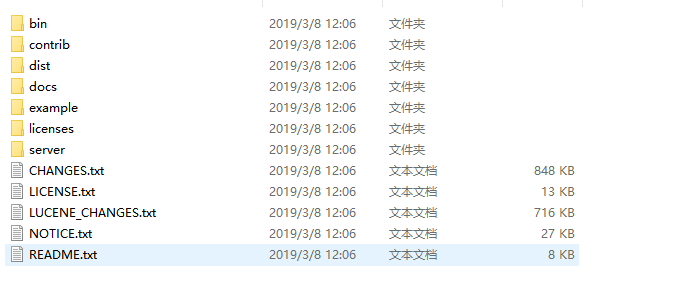 bin 2019/3/8 12:06 文件夹
contrib 2019/3/8 12:06 文件夹
dist 2019/3/8 12:06 文件夹
docs 2019/3/8 12:06 文件夹
example 2019/3/8 12:06 文件夹
licenses 2019/3/8 12:06 文件夹
server 2019/3/8 12:06 文件夹
CHANGES.txt 2019/3/8 12:06 文本文档 848 KB
LICENSE.txt 2019/3/8 12:06 文本文档 13 KB
LUCENE_CHANGES.txt 2019/3/8 12:06 文本文档 716 KB
NOTICE.txt 2019/3/8 12:06 文本文档 27 KB
README.txt 2019/3/8 12:06 文本文档 8 KB